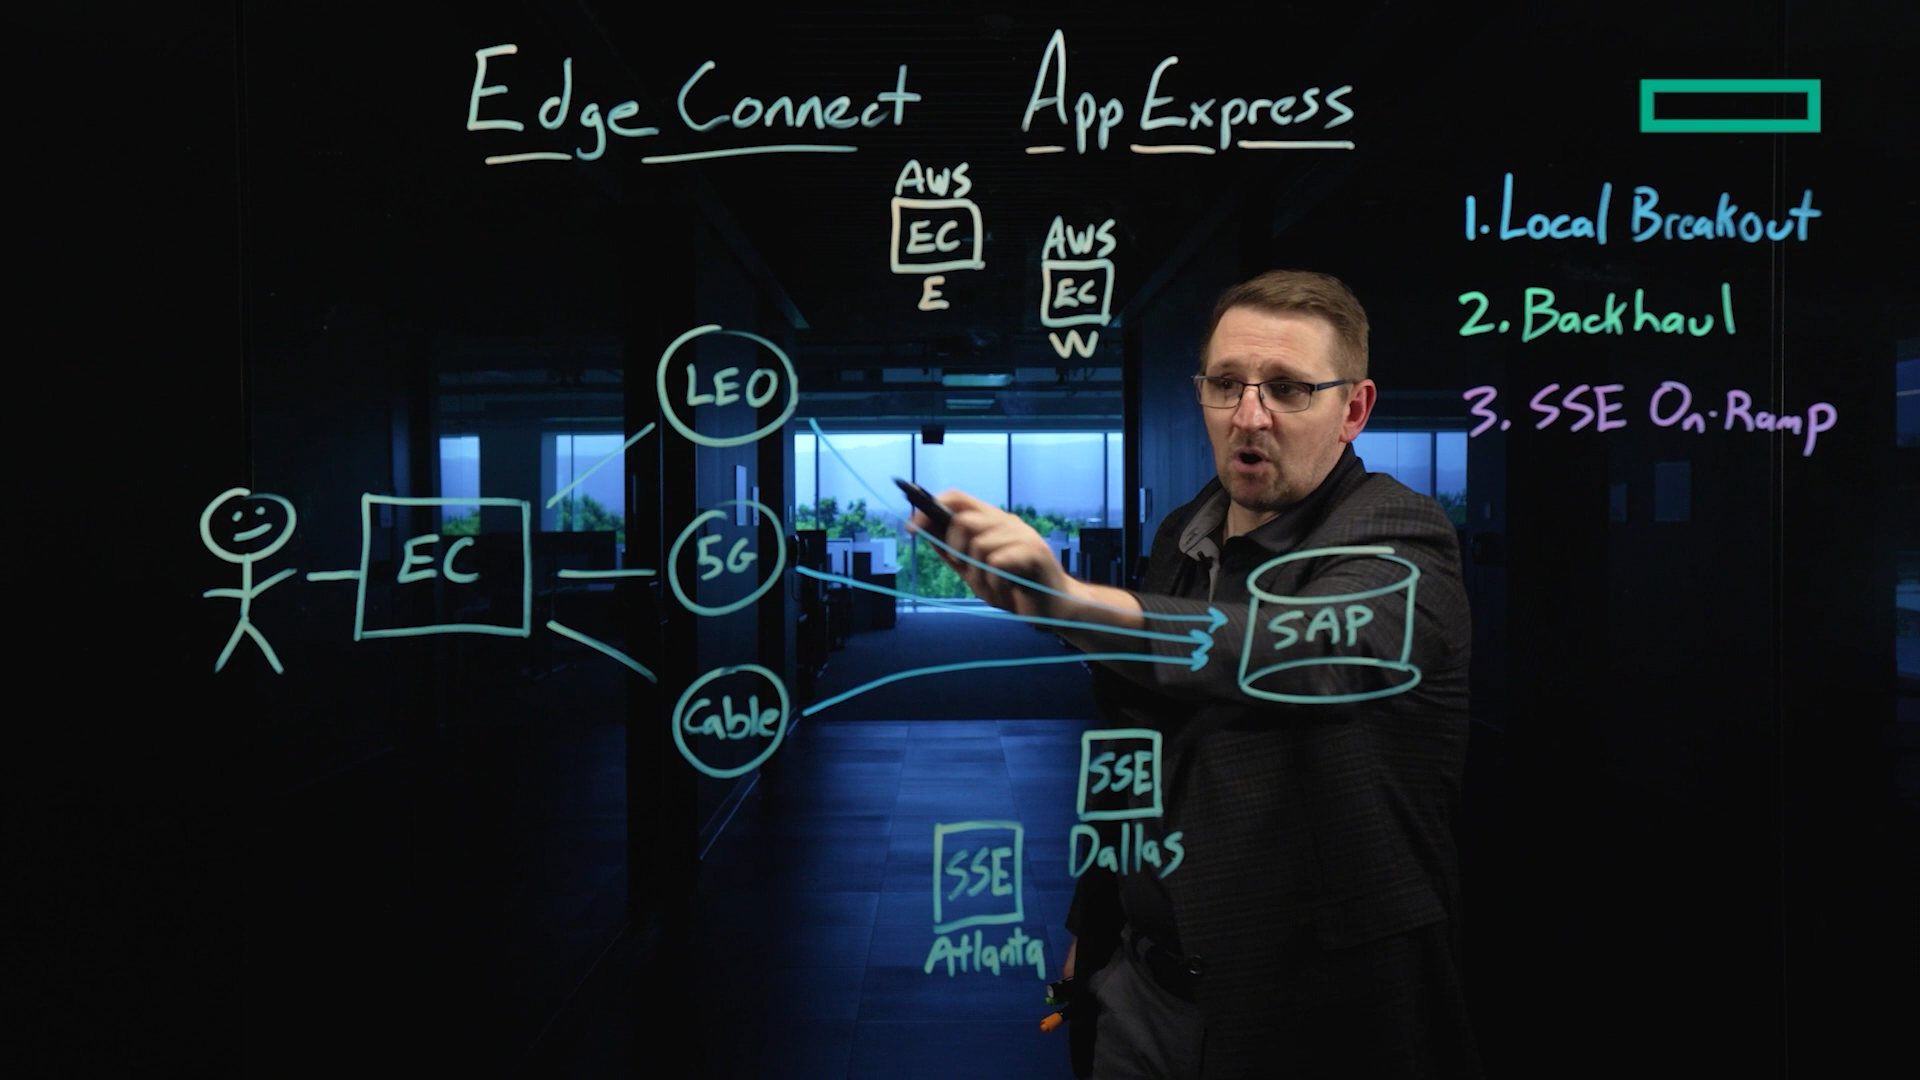 Edge Connect App Express
AWS
EC
E
AWS
EC
W
1. Local Breakout
2. Backhaul
3. SSE On-Ramp
LEO
EC
5G
Cable
SAP
SSE
Dallas
SSE
Atlanta